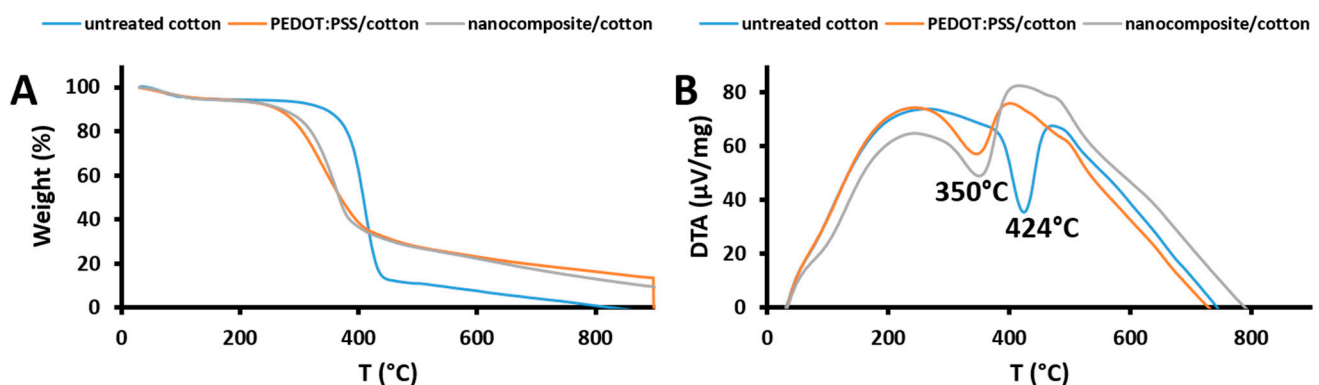 untreated cotton PEDOT:PSS/cotton nanocomposite/cotton
A
Weight (%)
100
80
60
40
20
0
0 200 400 600 800
T (°C)
untreated cotton PEDOT:PSS/cotton nanocomposite/cotton
B
DTA (μV/mg)
80
60
40
20
0
350°C
424°C
0 200 400 600 800
T (°C)